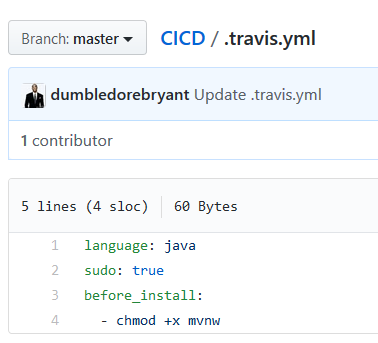 Branch: master CICD / .travis.yml
dumbledorebryant Update .travis.yml
1 contributor
5 lines (4 sloc) 60 Bytes
1 language: java
2 sudo: true
3 before_install:
4 - chmod +x mvnw